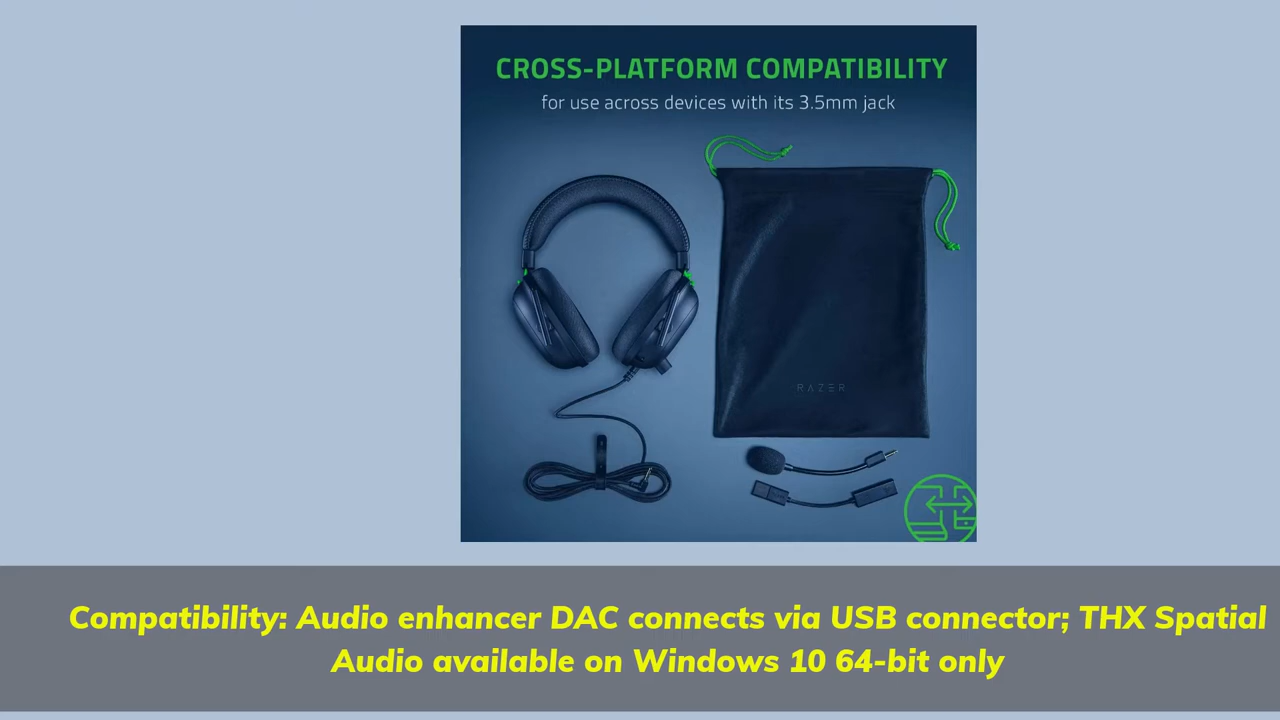 CROSS-PLATFORM COMPATIBILITY
for use across devices with its 3.5mm jack
RAZER
Compatibility: Audio enhancer DAC connects via USB connector; THX Spatial
Audio available on Windows 10 64-bit only